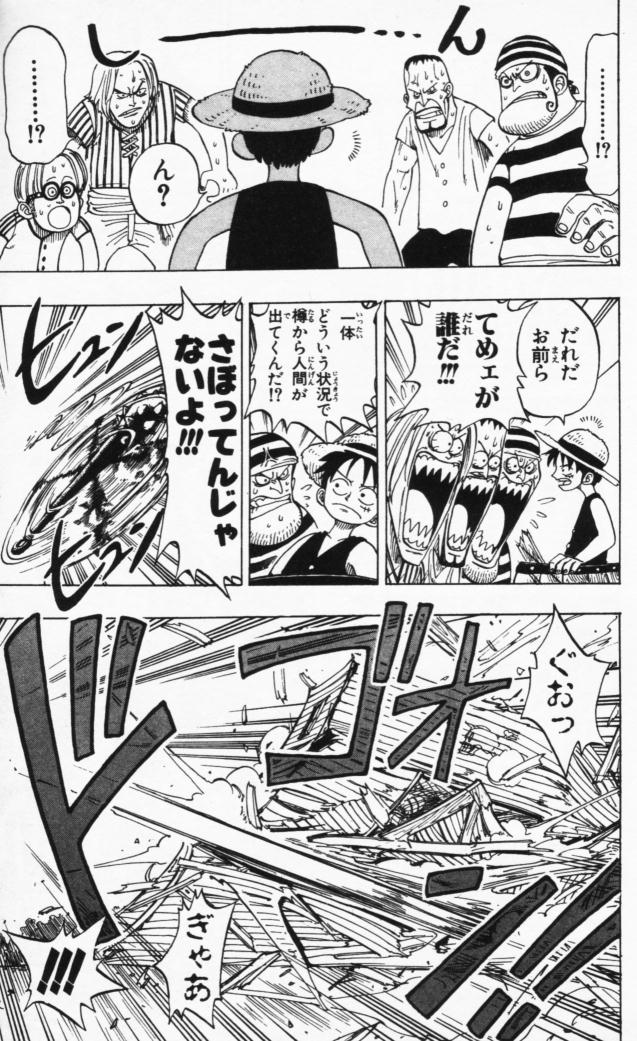 ………!?
し──…ん
ん？
………!?
だれだ
お前ら
てめェが
誰だ!!!
一体
どういう状況で
樽から人間が
出てくんだ!?
さぼってんじゃ
ないよ!!!
ヒュン
ヒュン
ドゴオン
ぐおっ
ぎゃあ
!!!